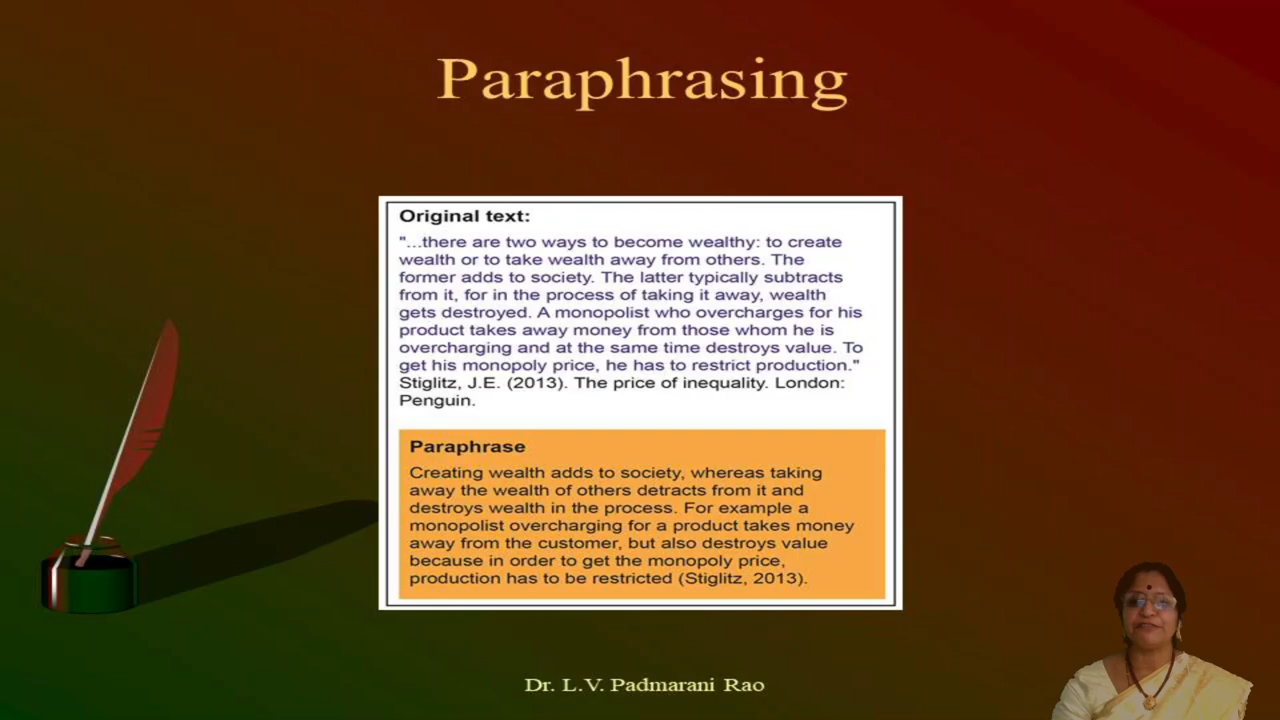 Paraphrasing
Original text:
"...there are two ways to become wealthy: to create
wealth or to take wealth away from others. The
former adds to society. The latter typically subtracts
from it, for in the process of taking it away, wealth
gets destroyed. A monopolist who overcharges for his
product takes away money from those whom he is
overcharging and at the same time destroys value. To
get his monopoly price, he has to restrict production."
Stiglitz, J.E. (2013). The price of inequality. London:
Penguin.
Paraphrase
Creating wealth adds to society, whereas taking
away the wealth of others detracts from it and
destroys wealth in the process. For example a
monopolist overcharging for a product takes money
away from the customer, but also destroys value
because in order to get the monopoly price,
production has to be restricted (Stiglitz, 2013).
Dr. L.V. Padmarani Rao